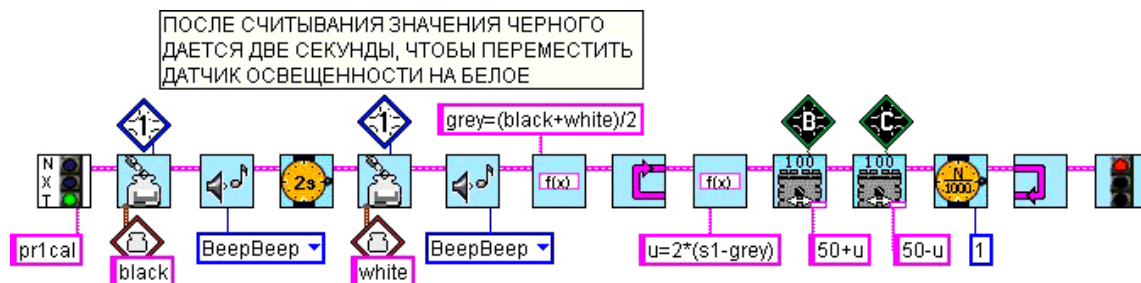 ПОСЛЕ СЧИТЫВАНИЯ ЗНАЧЕНИЯ ЧЕРНОГО
ДАЕТСЯ ДВЕ СЕКУНДЫ, ЧТОБЫ ПЕРЕМЕСТИТЬ
ДАТЧИК ОСВЕЩЕННОСТИ НА БЕЛОЕ
1
1
grey=(black+white)/2
B
C
N
X
T
2s
f(x)
f(x)
100
100
N
1000
pr1cal
black
BeepBeep
white
BeepBeep
u=2*(s1-grey)
50+u
50-u
1